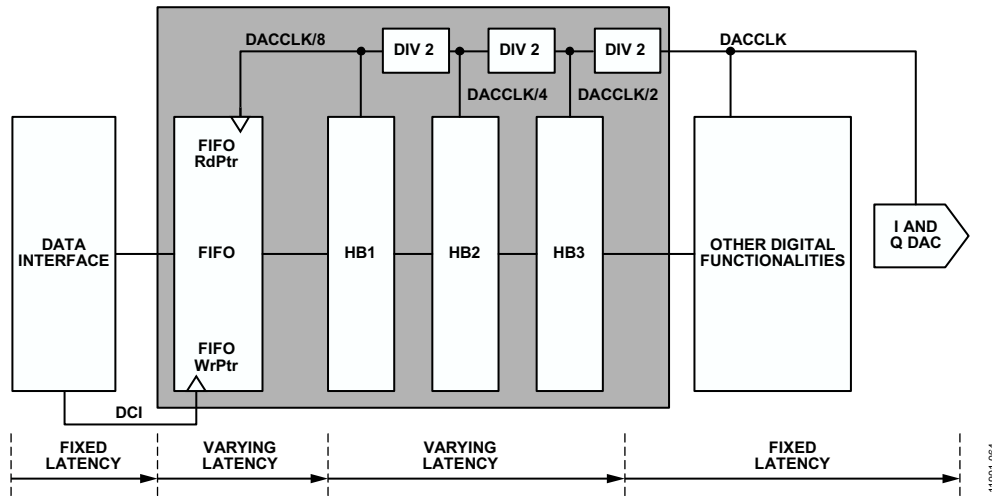 DACCLK/8
DIV 2
DIV 2
DIV 2
DACCLK
DACCLK/4
DACCLK/2
FIFO
RdPtr
DATA
INTERFACE
FIFO
HB1
HB2
HB3
OTHER DIGITAL
FUNCTIONALITIES
I AND
Q DAC
FIFO
WrPtr
DCI
FIXED
LATENCY
VARYING
LATENCY
VARYING
LATENCY
FIXED
LATENCY